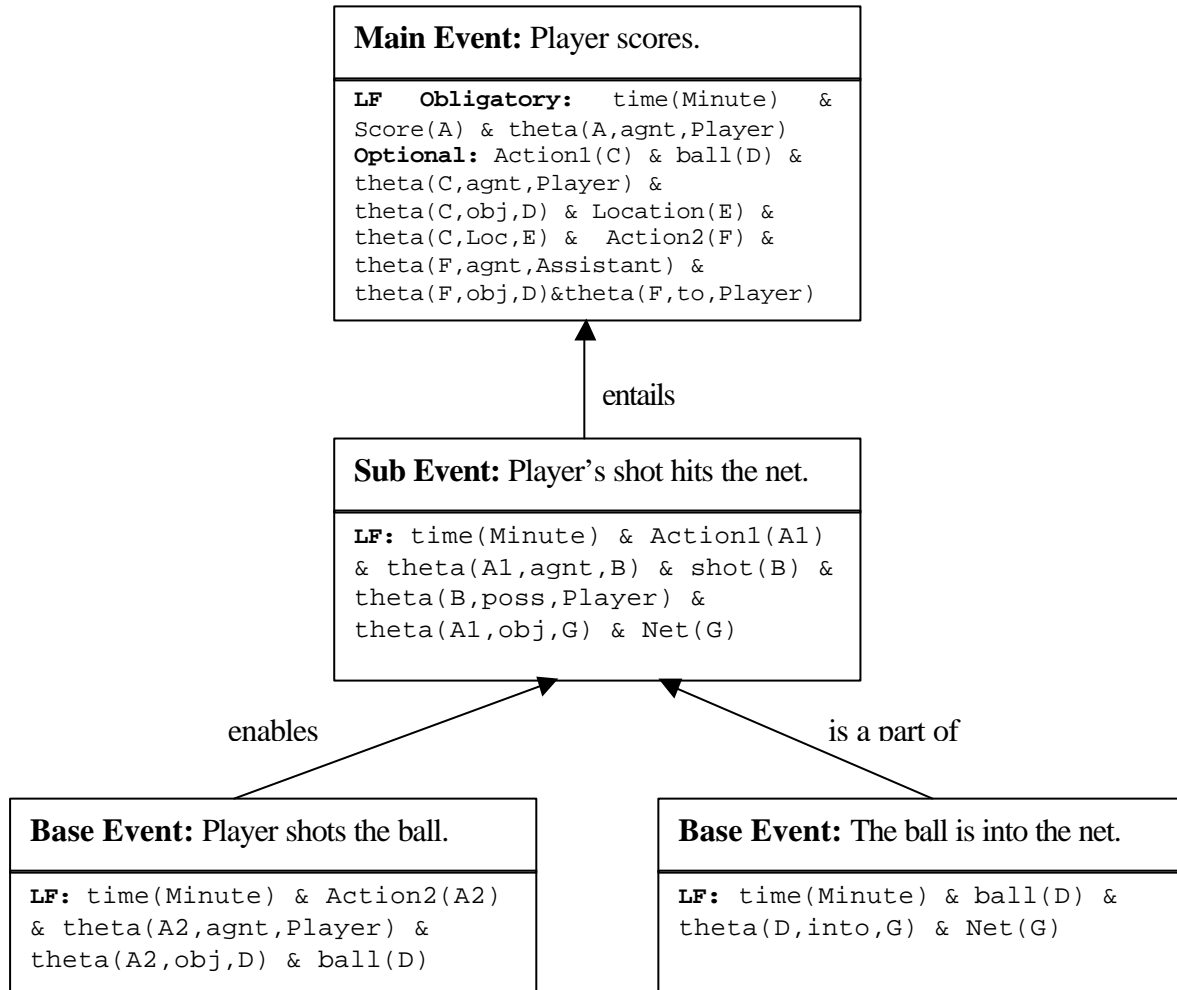 Main Event: Player scores.
LF Obligatory: time(Minute) &
Score(A) & theta(A,agnt,Player)
Optional: Action1(C) & ball(D) &
theta(C,agnt,Player) &
theta(C,obj,D) & Location(E) &
theta(C,Loc,E) & Action2(F) &
theta(F,agnt,Assistant) &
theta(F,obj,D)&theta(F,to,Player)
entails
Sub Event: Player’s shot hits the net.
LF: time(Minute) & Action1(A1)
& theta(A1,agnt,B) & shot(B) &
theta(B,poss,Player) &
theta(A1,obj,G) & Net(G)
enables
is a part of
Base Event: Player shots the ball.
LF: time(Minute) & Action2(A2)
& theta(A2,agnt,Player) &
theta(A2,obj,D) & ball(D)
Base Event: The ball is into the net.
LF: time(Minute) & ball(D) &
theta(D,into,G) & Net(G)